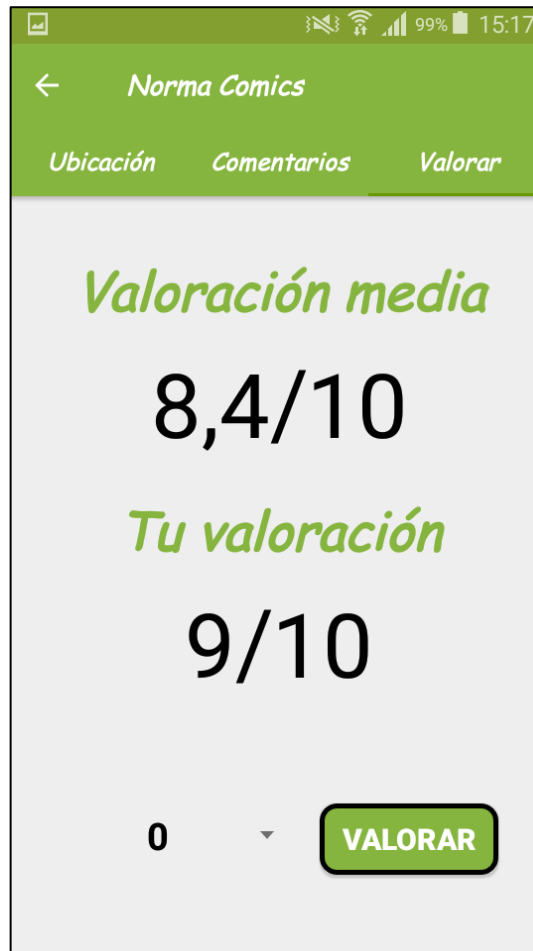 99% 15:17
Norma Comics
Ubicación Comentarios Valorar
Valoración media
8,4/10
Tu valoración
9/10
0 VALORAR